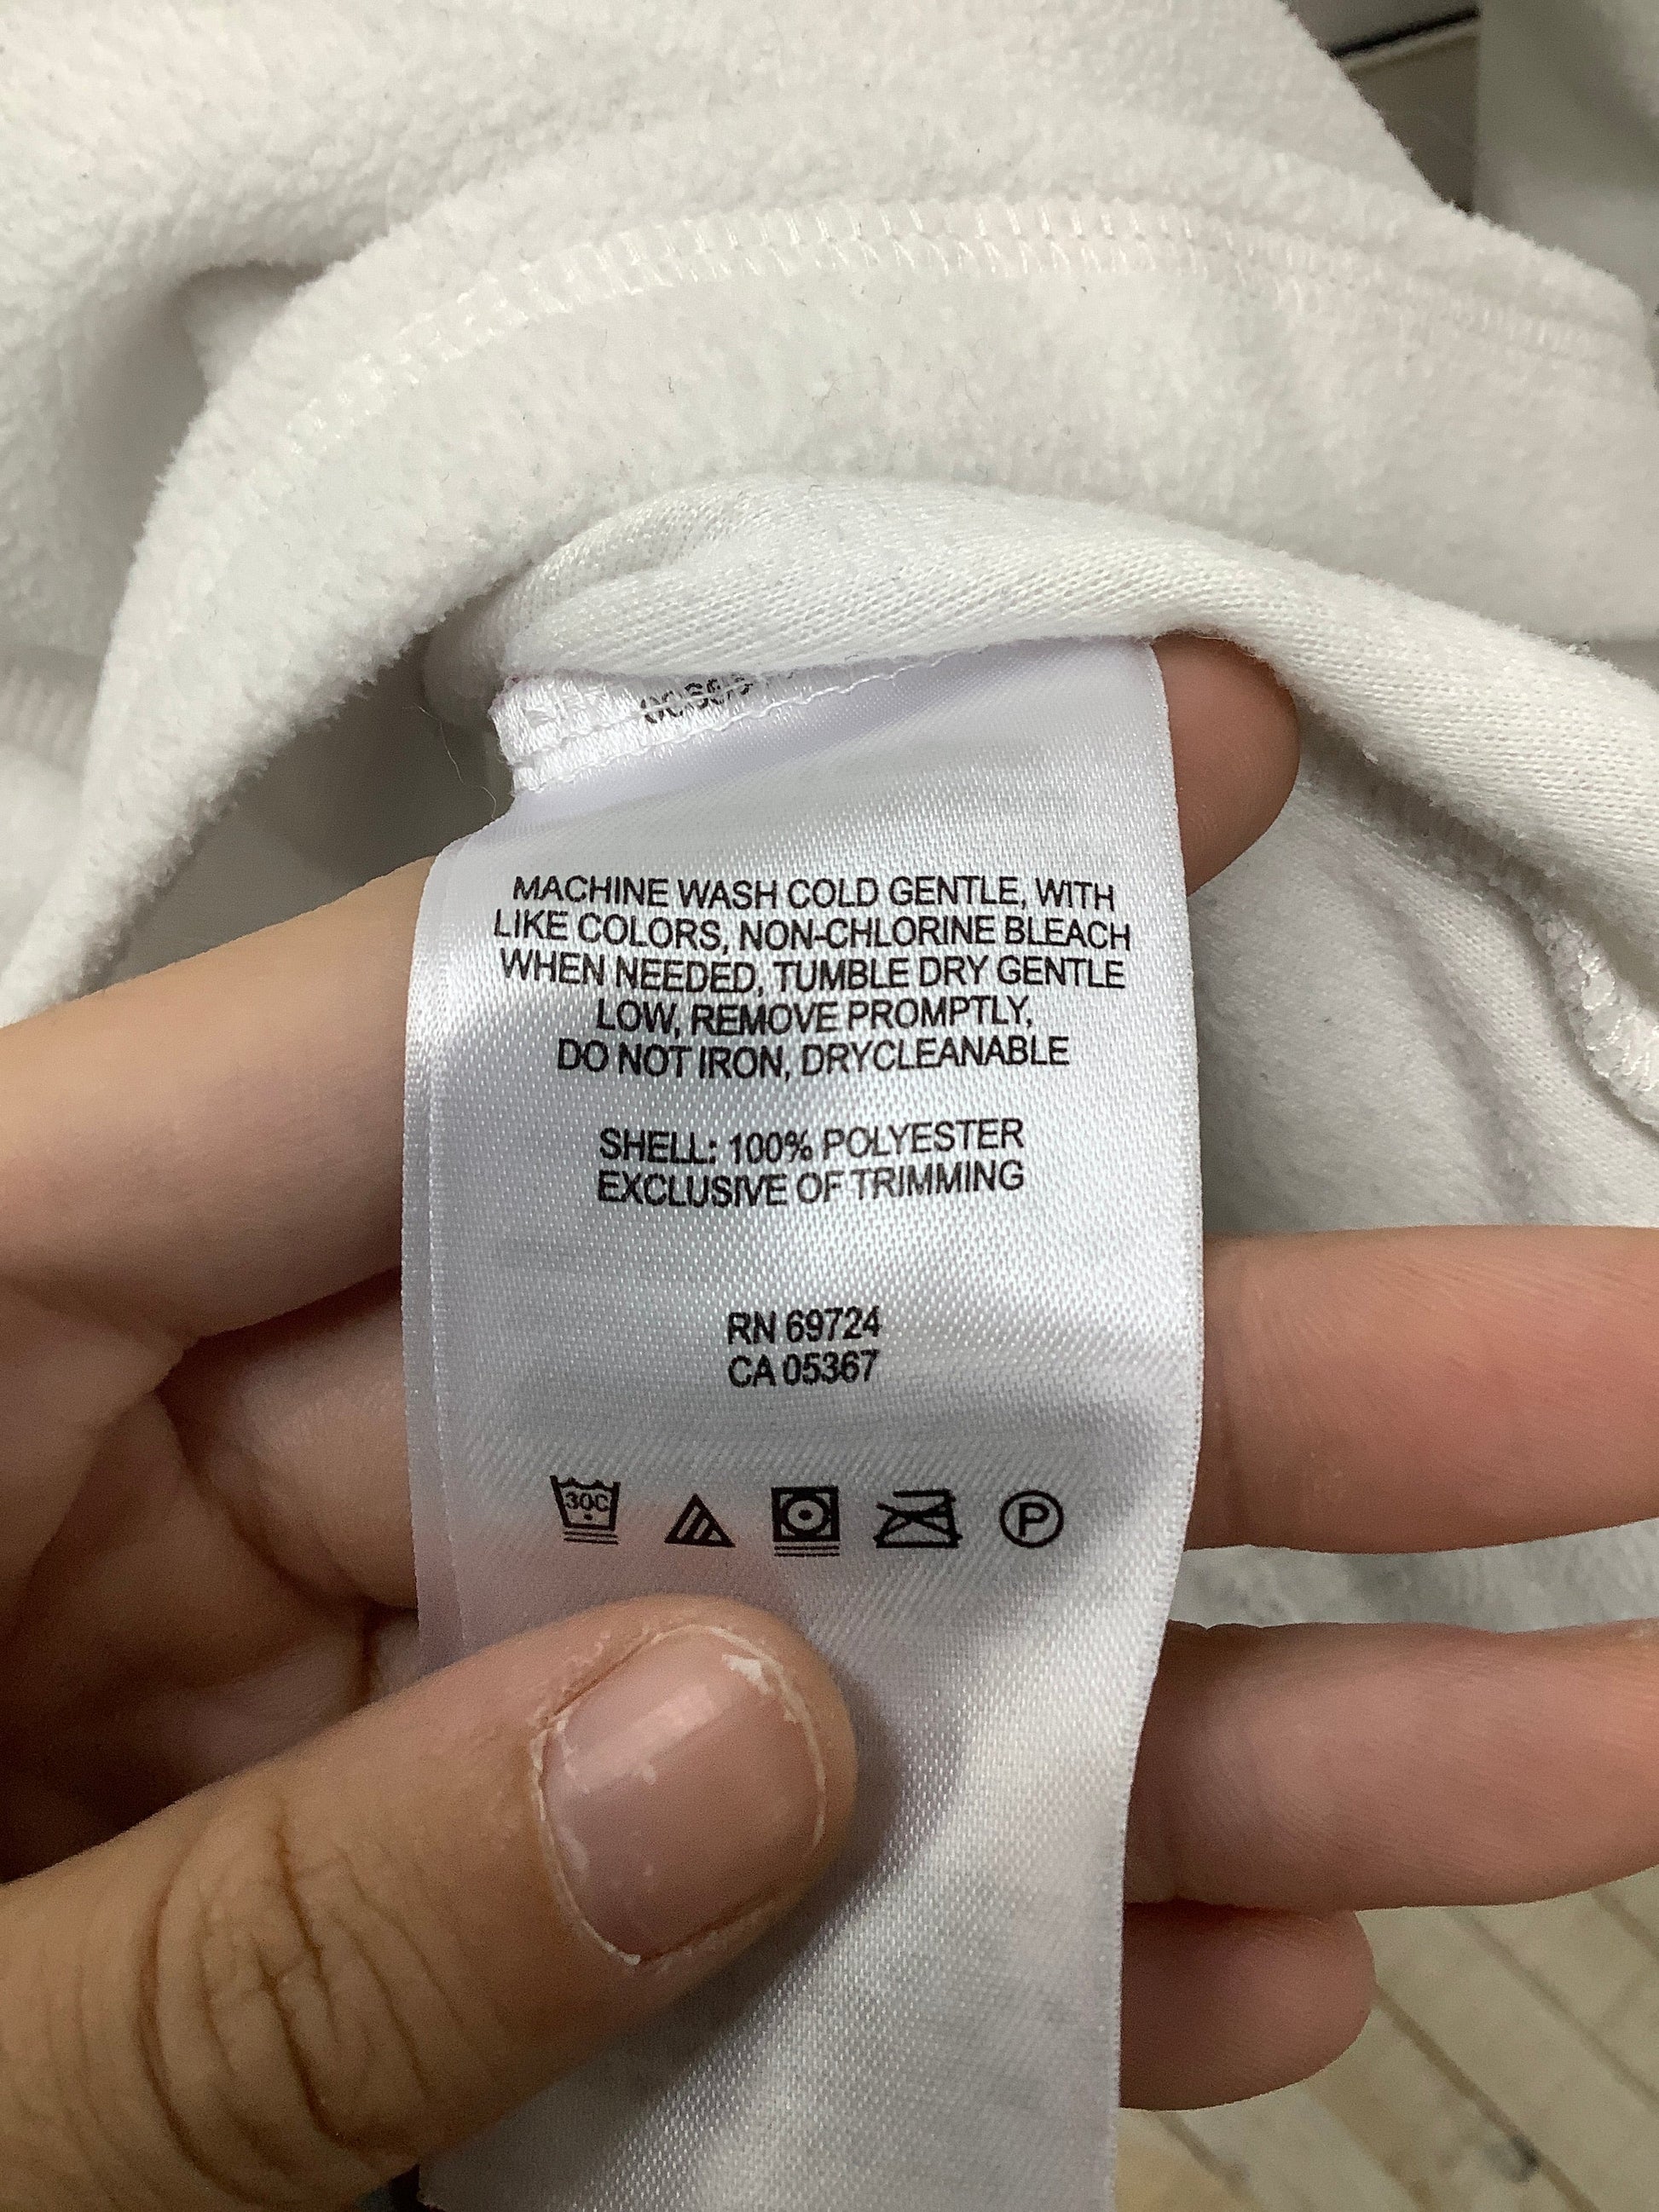 MACHINE WASH COLD GENTLE, WITH
LIKE COLORS, NON-CHLORINE BLEACH
WHEN NEEDED, TUMBLE DRY GENTLE
LOW, REMOVE PROMPTLY,
DO NOT IRON, DRYCLEANABLE
SHELL: 100% POLYESTER
EXCLUSIVE OF TRIMMING
RN 69724
CA 05367
30C P